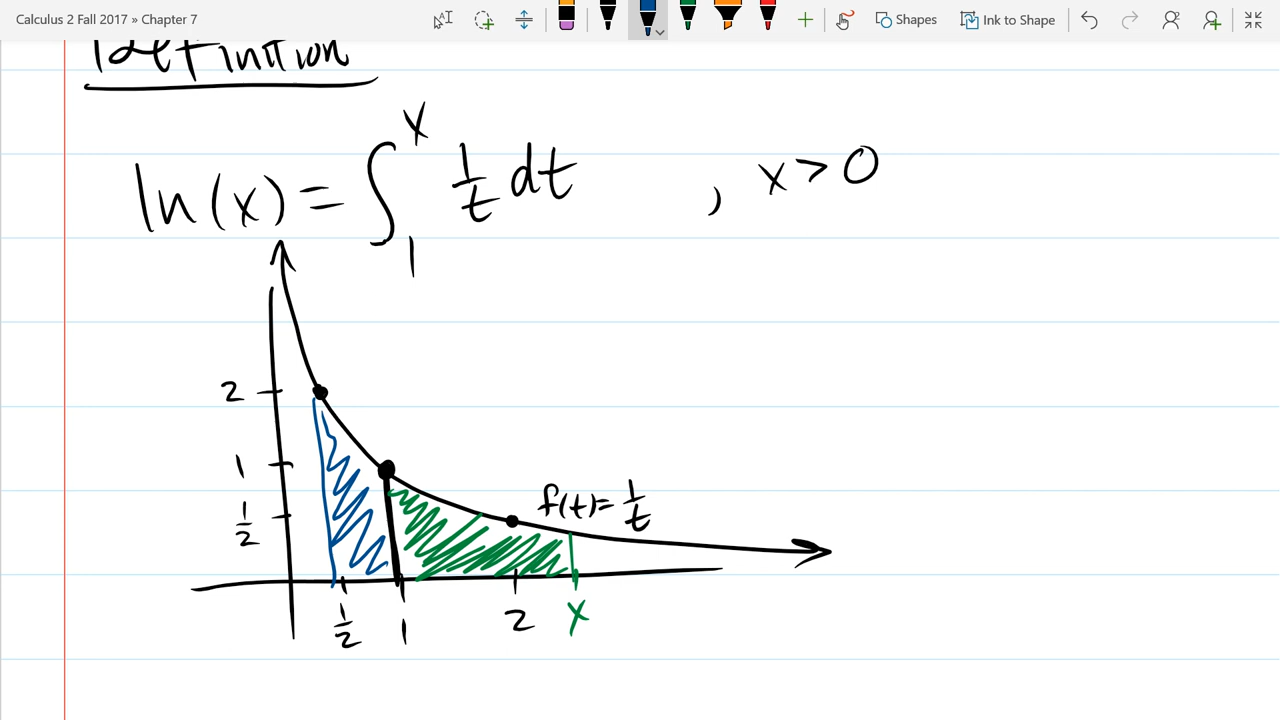 Calculus 2 Fall 2017 » Chapter 7
Shapes
Ink to Shape
Definition
ln(x) = ∫₁ˣ 1/t dt , x > 0
2
1
1/2
f(t) = 1/t
1/2 1 2 x